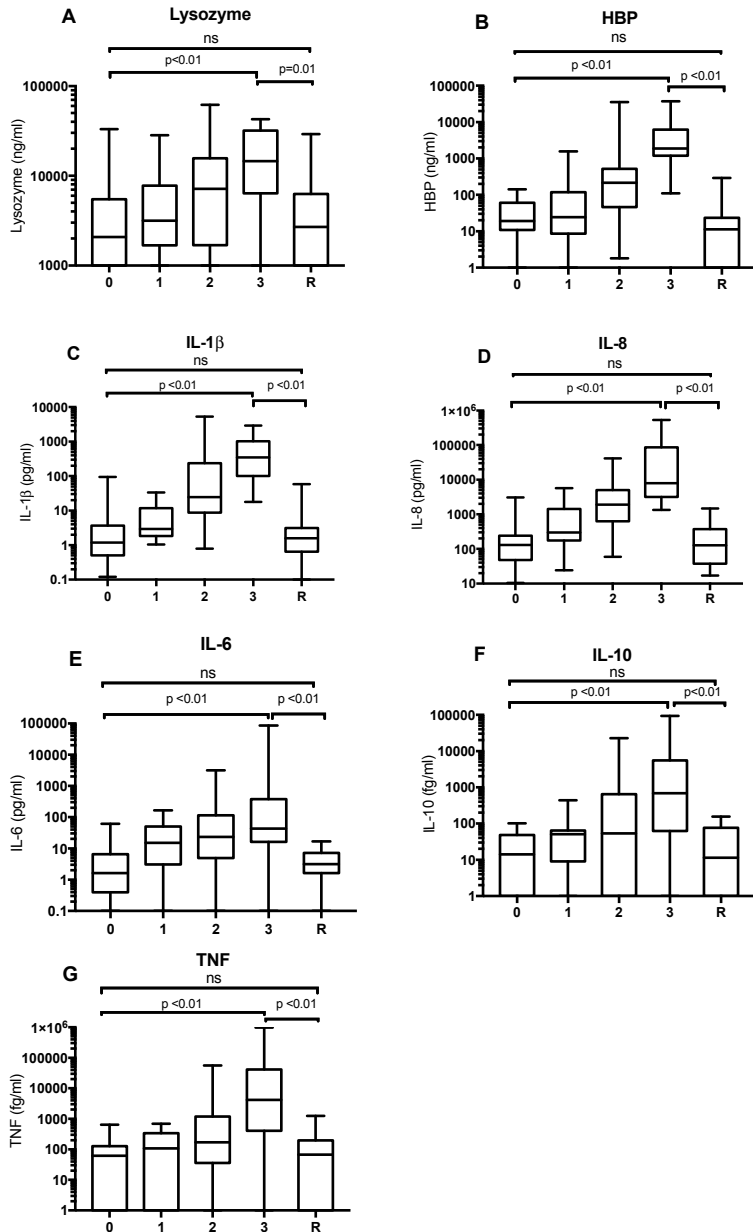 A
Lysozyme
ns
p<0.01
p=0.01
Lysozyme (ng/ml)
100000
10000
1000
0 1 2 3 R
B
HBP
ns
p <0.01
p <0.01
HBP (ng/ml)
100000
10000
1000
100
10
1
0 1 2 3 R
C
IL-1β
ns
p <0.01
p <0.01
IL-1β (pg/ml)
10000
1000
100
10
1
0.1
0 1 2 3 R
D
IL-8
ns
p <0.01
p <0.01
IL-8 (pg/ml)
1×10⁶
100000
10000
1000
100
10
0 1 2 3 R
E
IL-6
ns
p <0.01
p <0.01
IL-6 (pg/ml)
100000
10000
1000
100
10
1
0.1
0 1 2 3 R
F
IL-10
ns
p <0.01
p <0.01
IL-10 (fg/ml)
100000
10000
1000
100
10
1
0 1 2 3 R
G
TNF
ns
p <0.01
p <0.01
TNF (fg/ml)
1×10⁶
100000
10000
1000
100
10
1
0 1 2 3 R